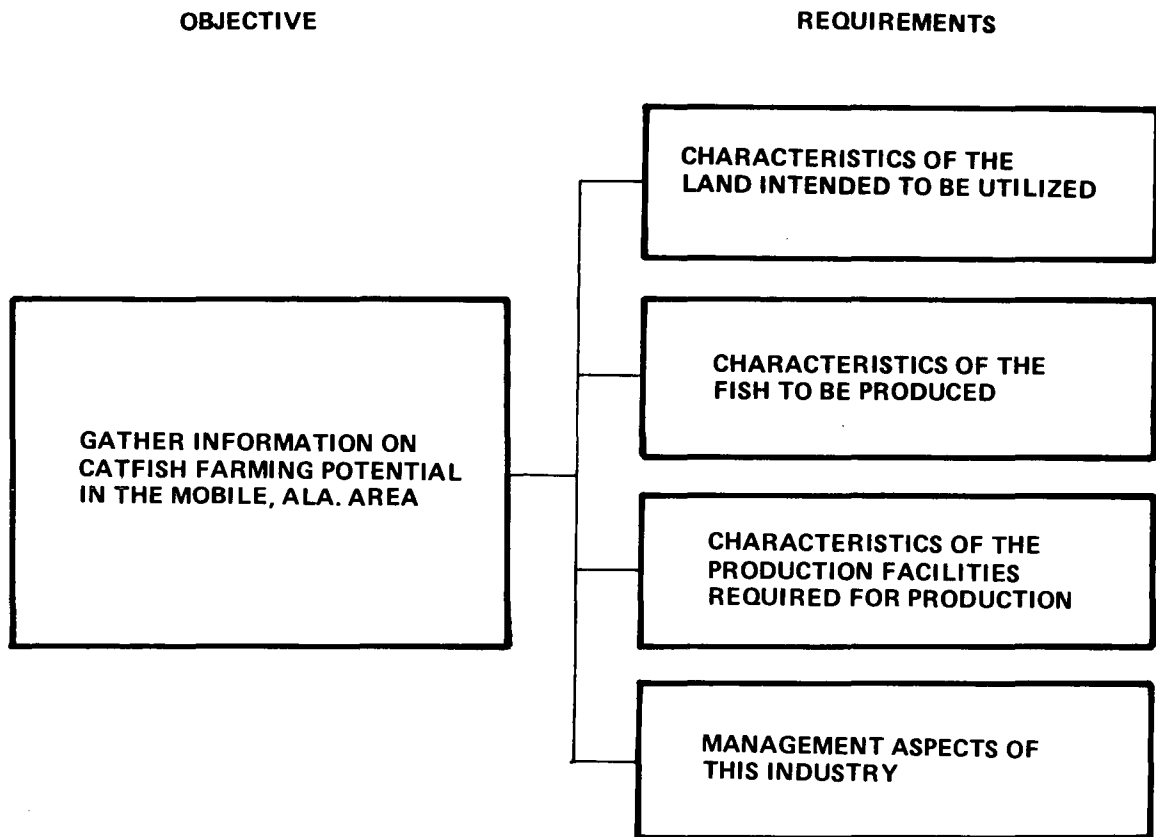 OBJECTIVE
REQUIREMENTS
CHARACTERISTICS OF THE
LAND INTENDED TO BE UTILIZED
CHARACTERISTICS OF THE
FISH TO BE PRODUCED
GATHER INFORMATION ON
CATFISH FARMING POTENTIAL
IN THE MOBILE, ALA. AREA
CHARACTERISTICS OF THE
PRODUCTION FACILITIES
REQUIRED FOR PRODUCTION
MANAGEMENT ASPECTS OF
THIS INDUSTRY